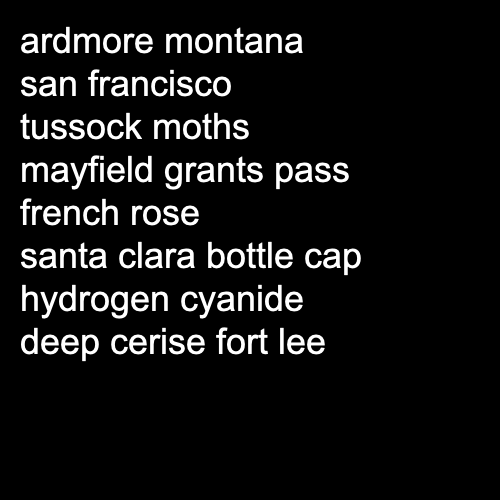 ardmore montana
san francisco
tussock moths
mayfield grants pass
french rose
santa clara bottle cap
hydrogen cyanide
deep cerise fort lee